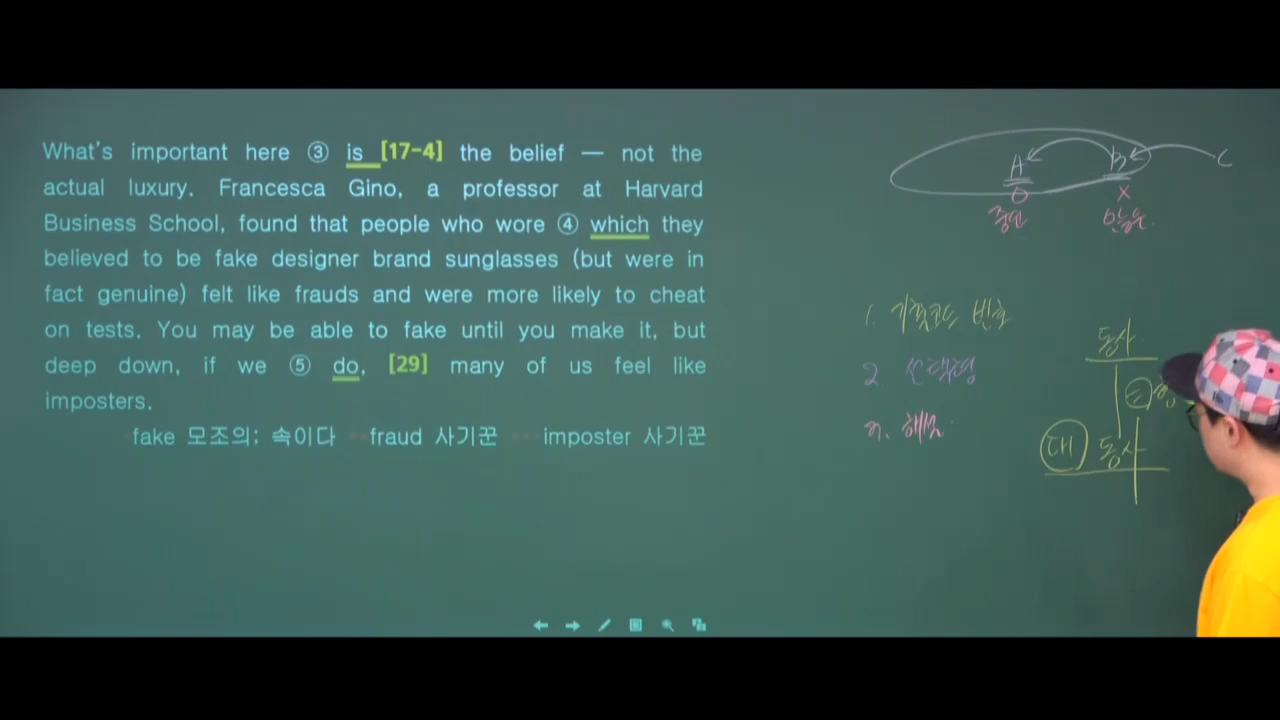 What's important here ③ is [17-4] the belief — not the
actual luxury. Francesca Gino, a professor at Harvard
Business School, found that people who wore ④ which they
believed to be fake designer brand sunglasses (but were in
fact genuine) felt like frauds and were more likely to cheat
on tests. You may be able to fake until you make it, but
deep down, if we ⑤ do, [29] many of us feel like
imposters.
fake 모조의; 속이다 fraud 사기꾼 imposter 사기꾼
A B C
O X
1. 기출코드 번호
2 선택형
3. 해석
동사
대 동사